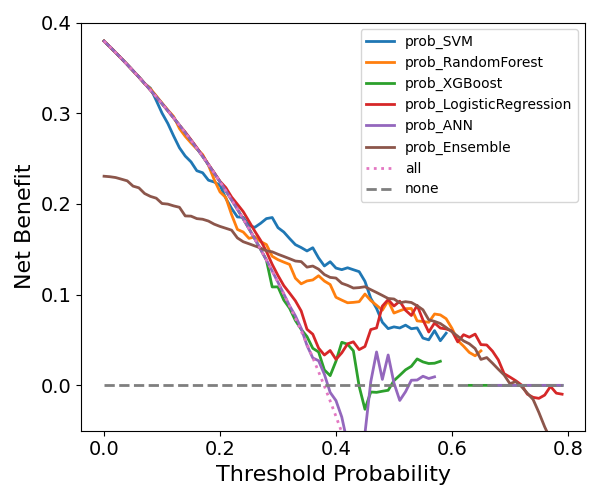 0.4
0.3
0.2
0.1
0.0
Net Benefit
prob_SVM
prob_RandomForest
prob_XGBoost
prob_LogisticRegression
prob_ANN
prob_Ensemble
all
none
0.0 0.2 0.4 0.6 0.8
Threshold Probability